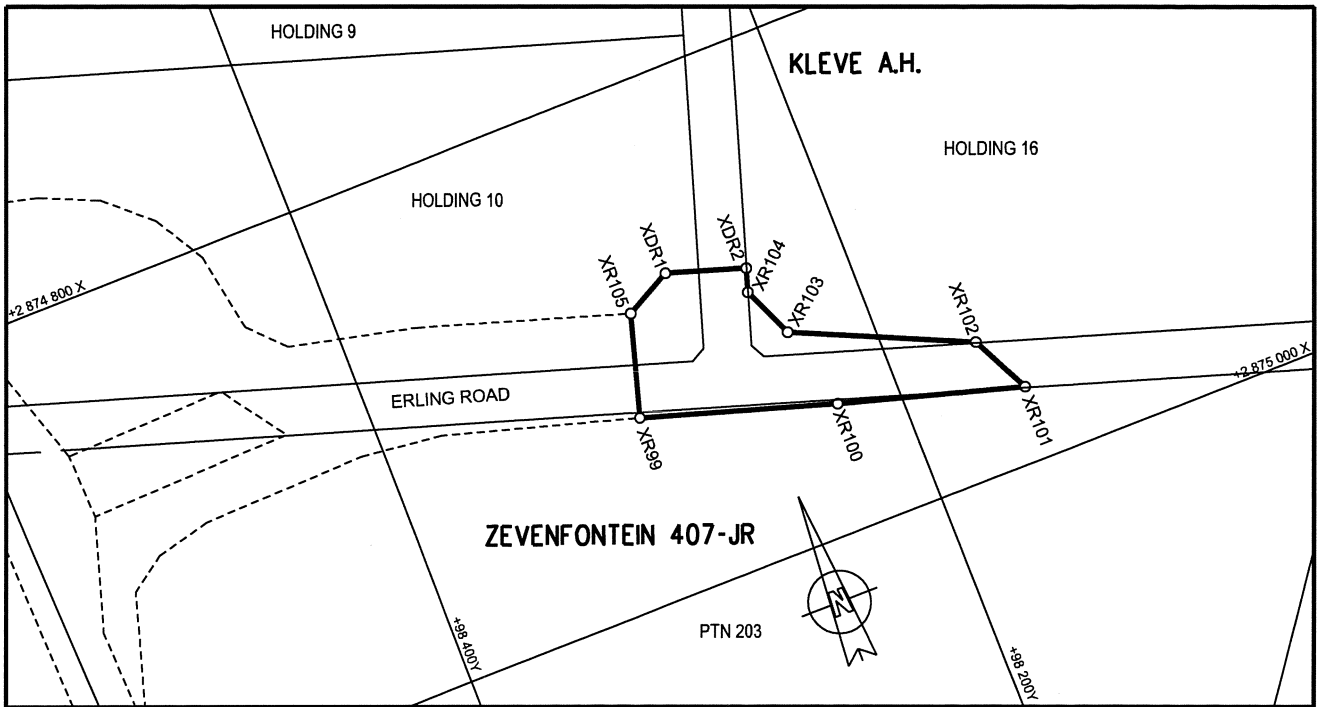 HOLDING 9
KLEVE A.H.
HOLDING 16
HOLDING 10
XDR1
XDR2
XR104
XR105
XR103
XR102
+2 874 800 X
+2 875 000 X
ERLING ROAD
XR99
XR100
XR101
ZEVENFONTEIN 407-JR
N
PTN 203
+98 400Y
+98 200Y